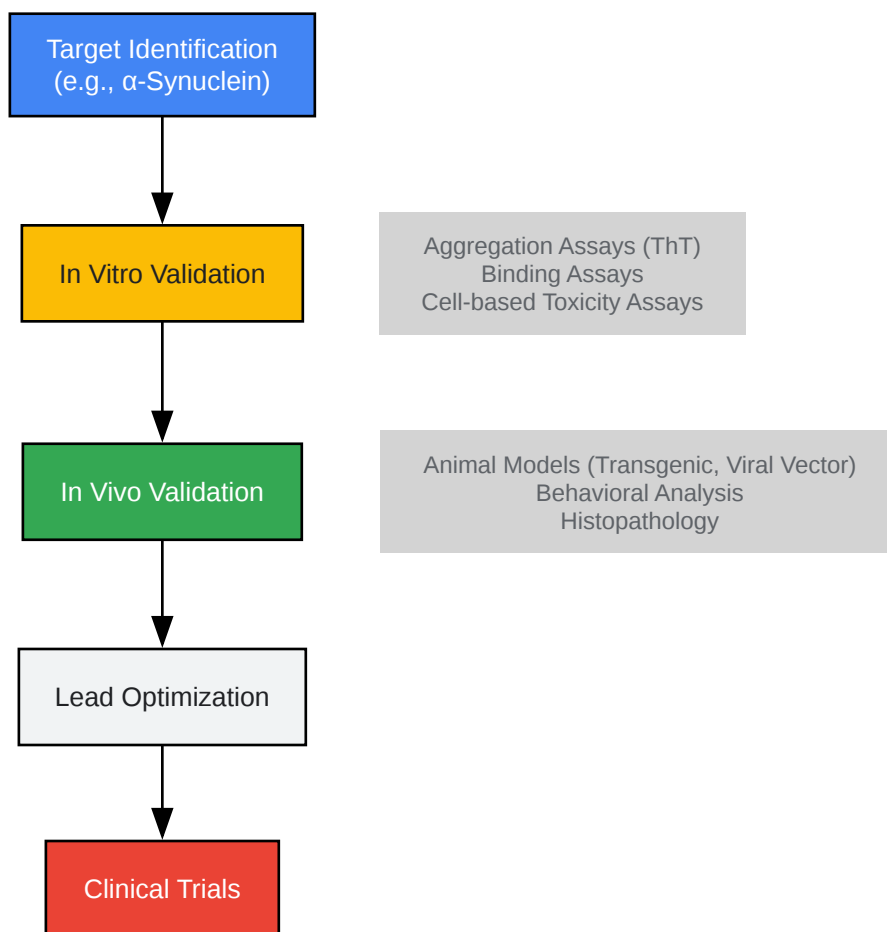 Target Identification
(e.g., α-Synuclein)
In Vitro Validation
Aggregation Assays (ThT)
Binding Assays
Cell-based Toxicity Assays
In Vivo Validation
Animal Models (Transgenic, Viral Vector)
Behavioral Analysis
Histopathology
Lead Optimization
Clinical Trials